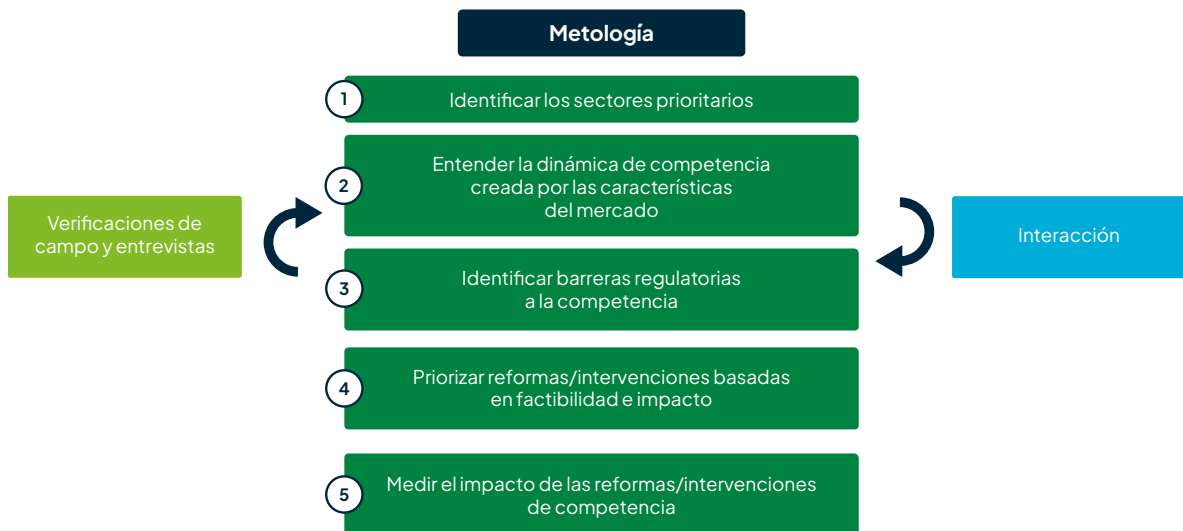 Metología
1
Identificar los sectores prioritarios
2
Entender la dinámica de competencia
creada por las características
del mercado
Verificaciones de
campo y entrevistas
Interacción
3
Identificar barreras regulatorias
a la competencia
4
Priorizar reformas/intervenciones basadas
en factibilidad e impacto
5
Medir el impacto de las reformas/intervenciones
de competencia